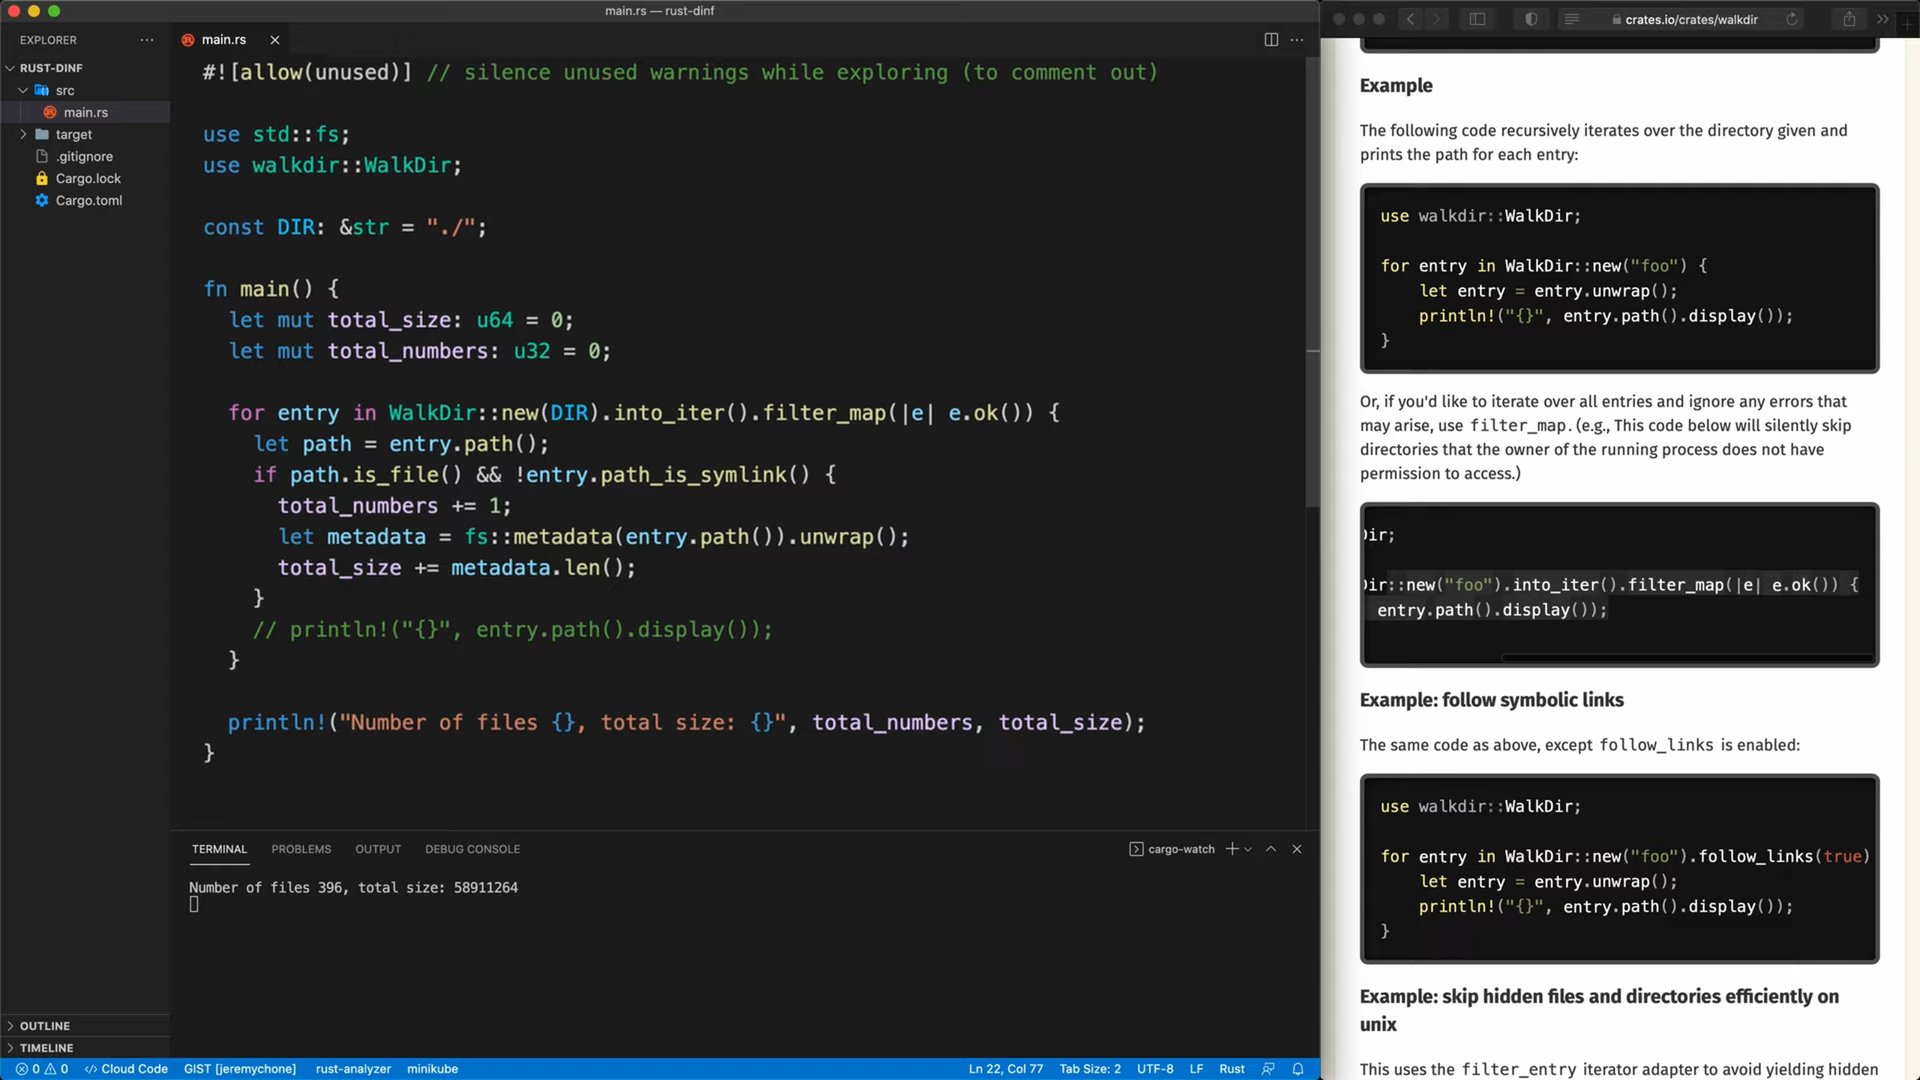 main.rs — rust-dinf
EXPLORER
RUST-DINF
src
main.rs
target
.gitignore
Cargo.lock
Cargo.toml
OUTLINE
TIMELINE
main.rs
#![allow(unused)] // silence unused warnings while exploring (to comment out)
use std::fs;
use walkdir::WalkDir;
const DIR: &str = "./";
fn main() {
let mut total_size: u64 = 0;
let mut total_numbers: u32 = 0;
for entry in WalkDir::new(DIR).into_iter().filter_map(|e| e.ok()) {
let path = entry.path();
if path.is_file() && !entry.path_is_symlink() {
total_numbers += 1;
let metadata = fs::metadata(entry.path()).unwrap();
total_size += metadata.len();
}
// println!("{}", entry.path().display());
}
println!("Number of files {}, total size: {}", total_numbers, total_size);
}
TERMINAL PROBLEMS OUTPUT DEBUG CONSOLE
cargo-watch
Number of files 396, total size: 58911264
0 0 Cloud Code GIST [jeremychone] rust-analyzer minikube
Ln 22, Col 77 Tab Size: 2 UTF-8 LF Rust
crates.io/crates/walkdir
Example
The following code recursively iterates over the directory given and
prints the path for each entry:
use walkdir::WalkDir;
for entry in WalkDir::new("foo") {
let entry = entry.unwrap();
println!("{}", entry.path().display());
}
Or, if you'd like to iterate over all entries and ignore any errors that
may arise, use filter_map. (e.g., This code below will silently skip
directories that the owner of the running process does not have
permission to access.)
Dir;
Dir::new("foo").into_iter().filter_map(|e| e.ok()) {
entry.path().display());
Example: follow symbolic links
The same code as above, except follow_links is enabled:
use walkdir::WalkDir;
for entry in WalkDir::new("foo").follow_links(true)
let entry = entry.unwrap();
println!("{}", entry.path().display());
}
Example: skip hidden files and directories efficiently on
unix
This uses the filter_entry iterator adapter to avoid yielding hidden